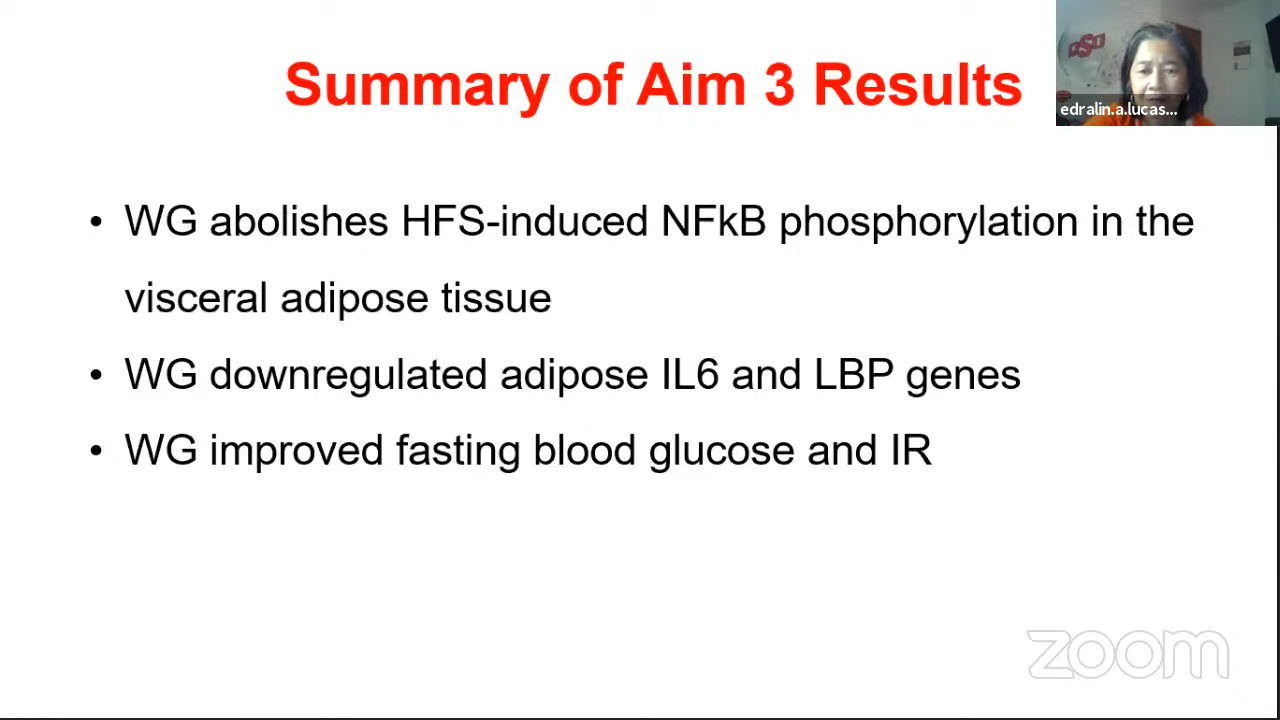 Summary of Aim 3 Results
OSU
edralin.a.lucas...
• WG abolishes HFS-induced NFkB phosphorylation in the
visceral adipose tissue
• WG downregulated adipose IL6 and LBP genes
• WG improved fasting blood glucose and IR
zoom